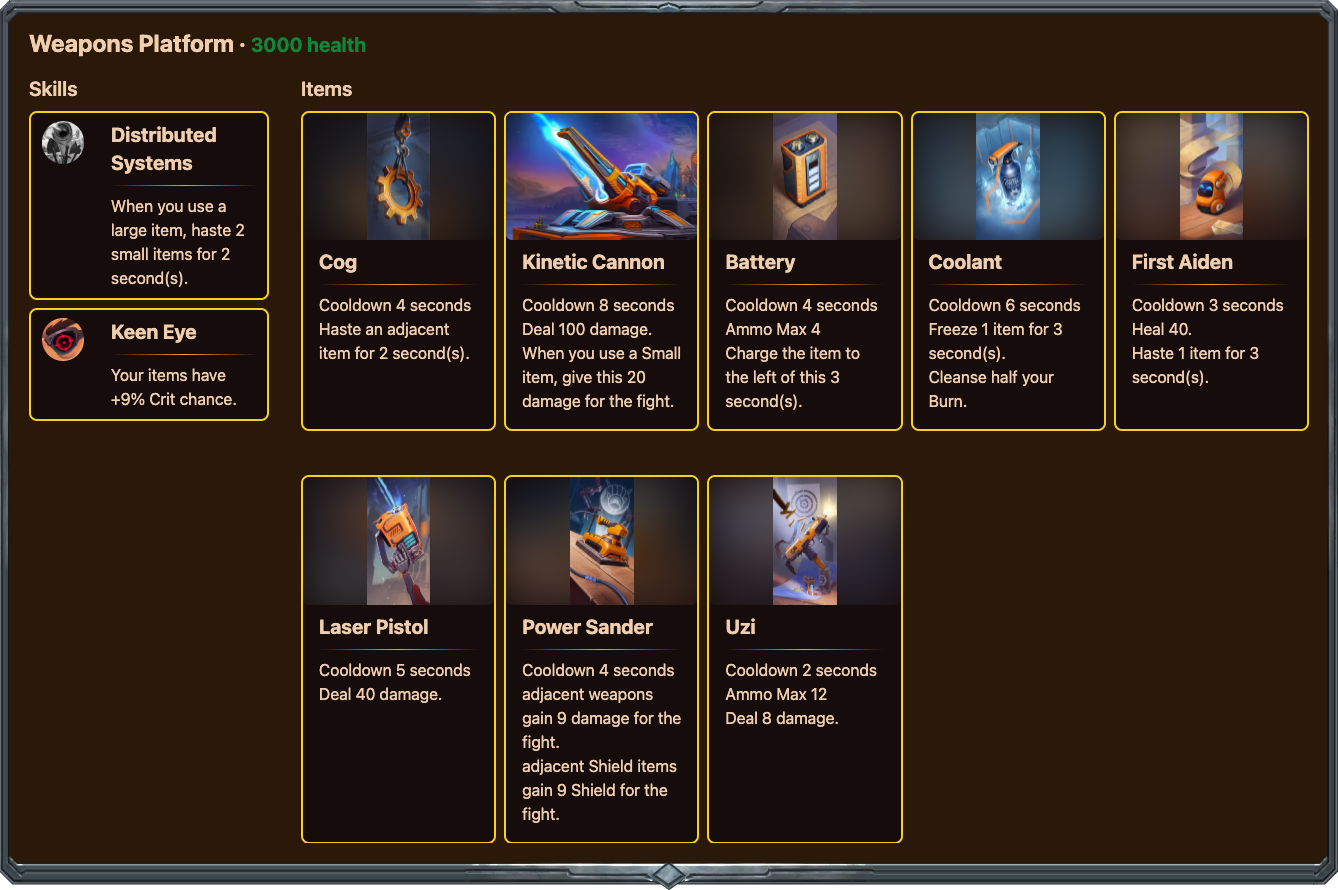 Weapons Platform · 3000 health
Skills
Distributed
Systems
When you use a
large item, haste 2
small items for 2
second(s).
Keen Eye
Your items have
+9% Crit chance.
Items
Cog
Cooldown 4 seconds
Haste an adjacent
item for 2 second(s).
Kinetic Cannon
Cooldown 8 seconds
Deal 100 damage.
When you use a Small
item, give this 20
damage for the fight.
Battery
Cooldown 4 seconds
Ammo Max 4
Charge the item to
the left of this 3
second(s).
Coolant
Cooldown 6 seconds
Freeze 1 item for 3
second(s).
Cleanse half your
Burn.
First Aiden
Cooldown 3 seconds
Heal 40.
Haste 1 item for 3
second(s).
Laser Pistol
Cooldown 5 seconds
Deal 40 damage.
Power Sander
Cooldown 4 seconds
adjacent weapons
gain 9 damage for the
fight.
adjacent Shield items
gain 9 Shield for the
fight.
Uzi
Cooldown 2 seconds
Ammo Max 12
Deal 8 damage.